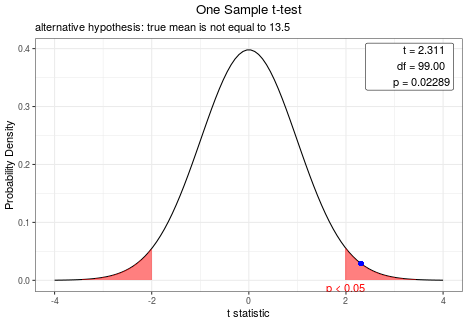 One Sample t-test
alternative hypothesis: true mean is not equal to 13.5
t = 2.311
df = 99.00
p = 0.02289
Probability Density
0.4
0.3
0.2
0.1
0.0
p < 0.05
-4 -2 0 2 4
t statistic